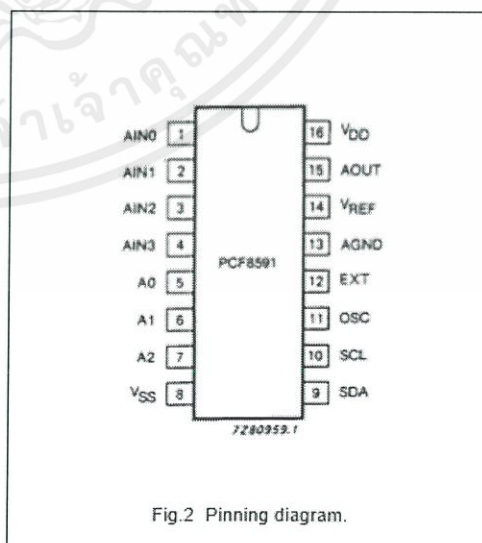 AIN0 1 16 VDD
AIN1 2 15 AOUT
AIN2 3 14 VREF
AIN3 4 13 AGND
PCF8591
A0 5 12 EXT
A1 6 11 OSC
A2 7 10 SCL
VSS 8 9 SDA
7Z80959.1
Fig.2 Pinning diagram.